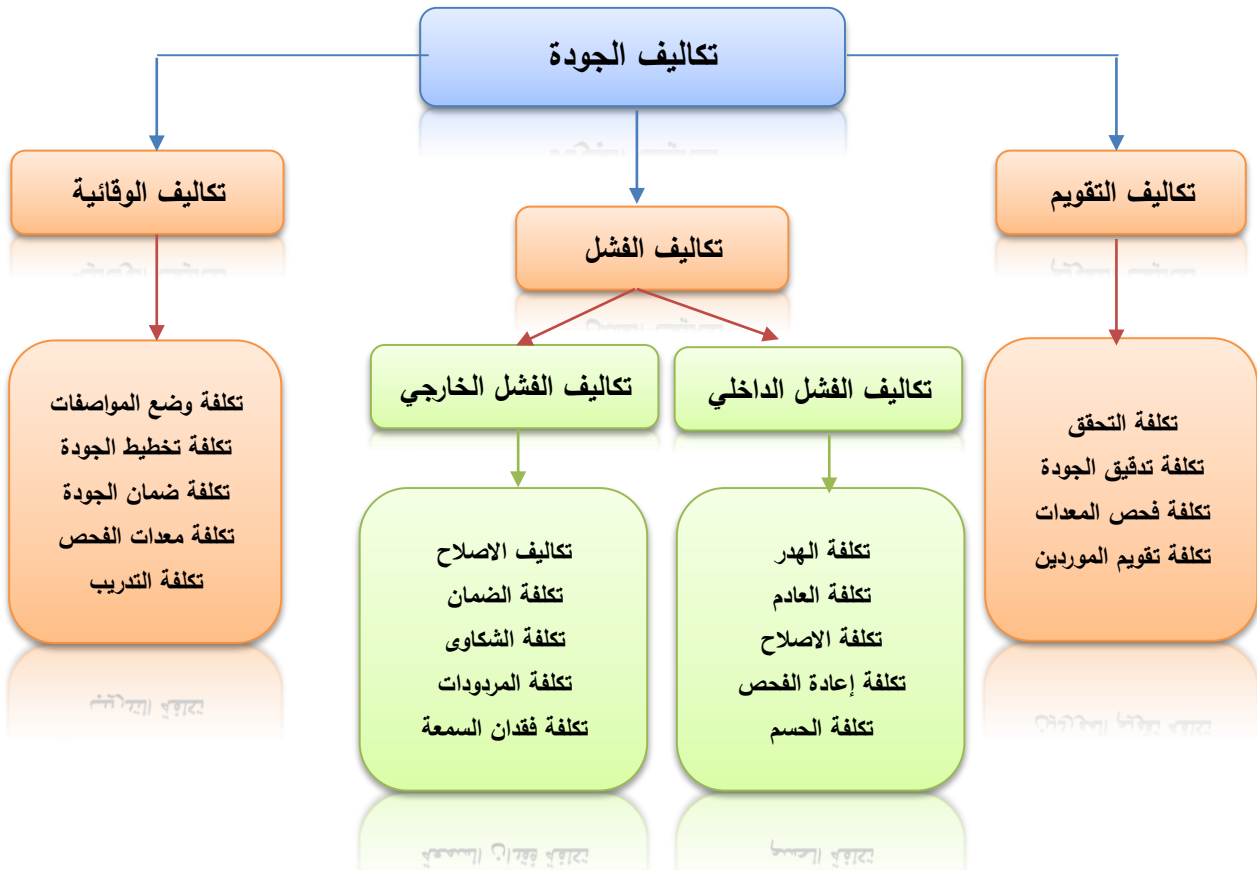 تكاليف الجودة
تكاليف التقويم
تكاليف الفشل
تكاليف الوقائية
تكاليف الفشل الداخلي
تكاليف الفشل الخارجي
تكلفة التحقق
تكلفة تدقيق الجودة
تكلفة فحص المعدات
تكلفة تقويم الموردين
تكلفة الهدر
تكلفة العادم
تكلفة الاصلاح
تكلفة إعادة الفحص
تكلفة الحسم
تكاليف الاصلاح
تكلفة الضمان
تكلفة الشكاوى
تكلفة المردودات
تكلفة فقدان السمعة
تكلفة وضع المواصفات
تكلفة تخطيط الجودة
تكلفة ضمان الجودة
تكلفة معدات الفحص
تكلفة التدريب